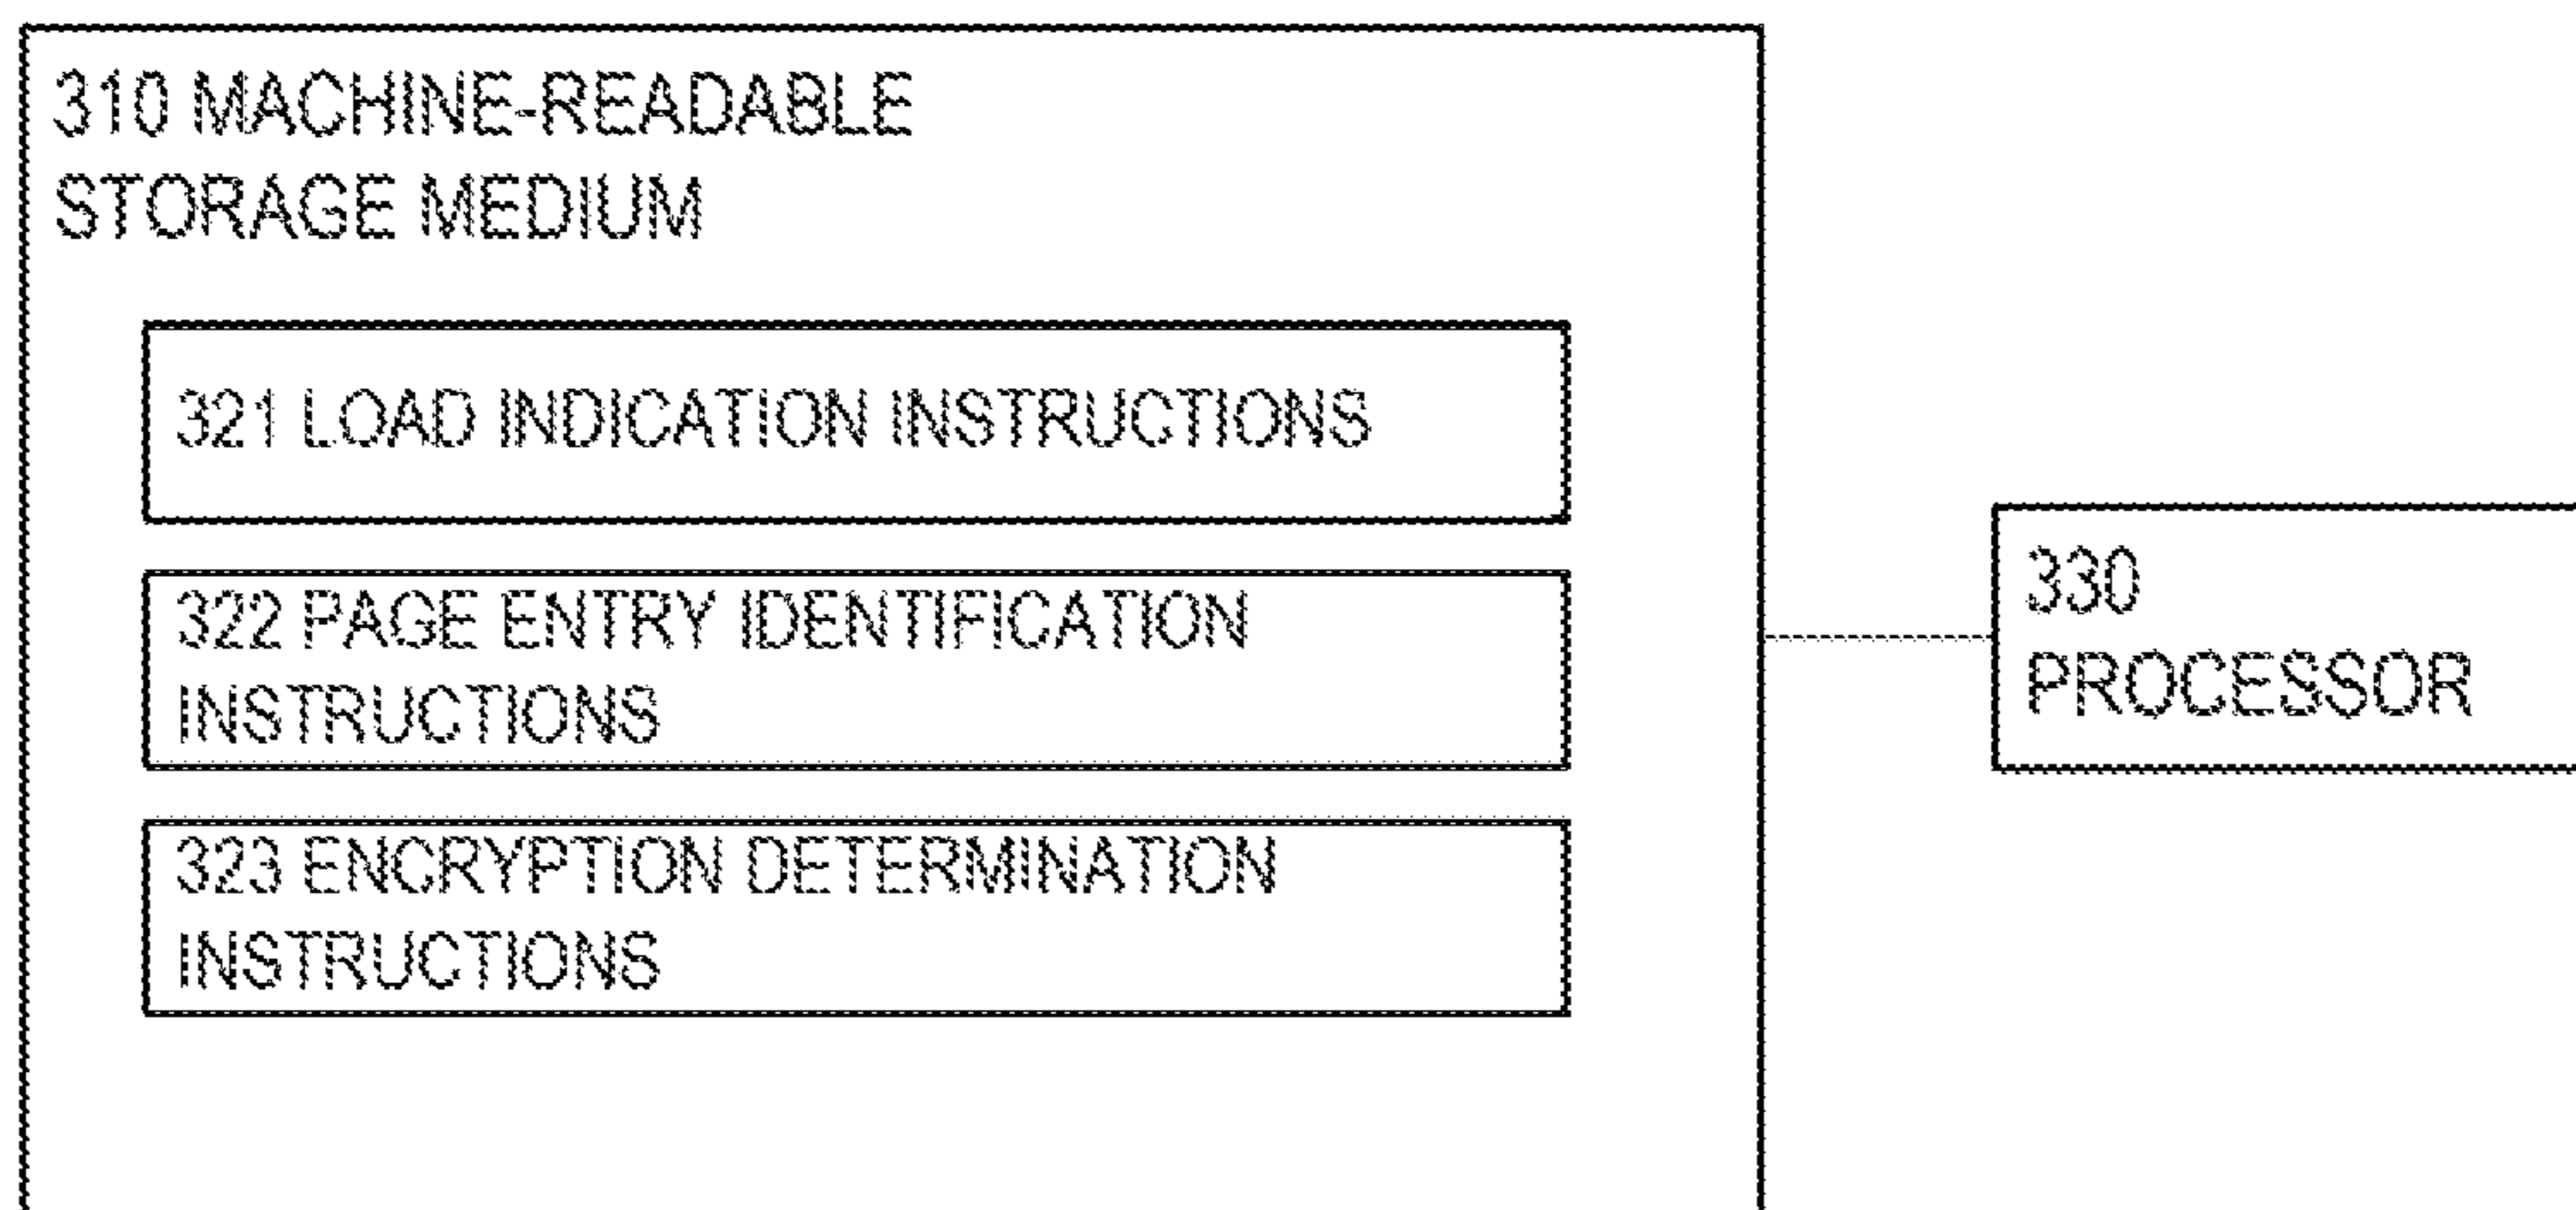 310 MACHINE-READABLE
STORAGE MEDIUM
321 LOAD INDICATION INSTRUCTIONS
322 PAGE ENTRY IDENTIFICATION
INSTRUCTIONS
323 ENCRYPTION DETERMINATION
INSTRUCTIONS
330
PROCESSOR